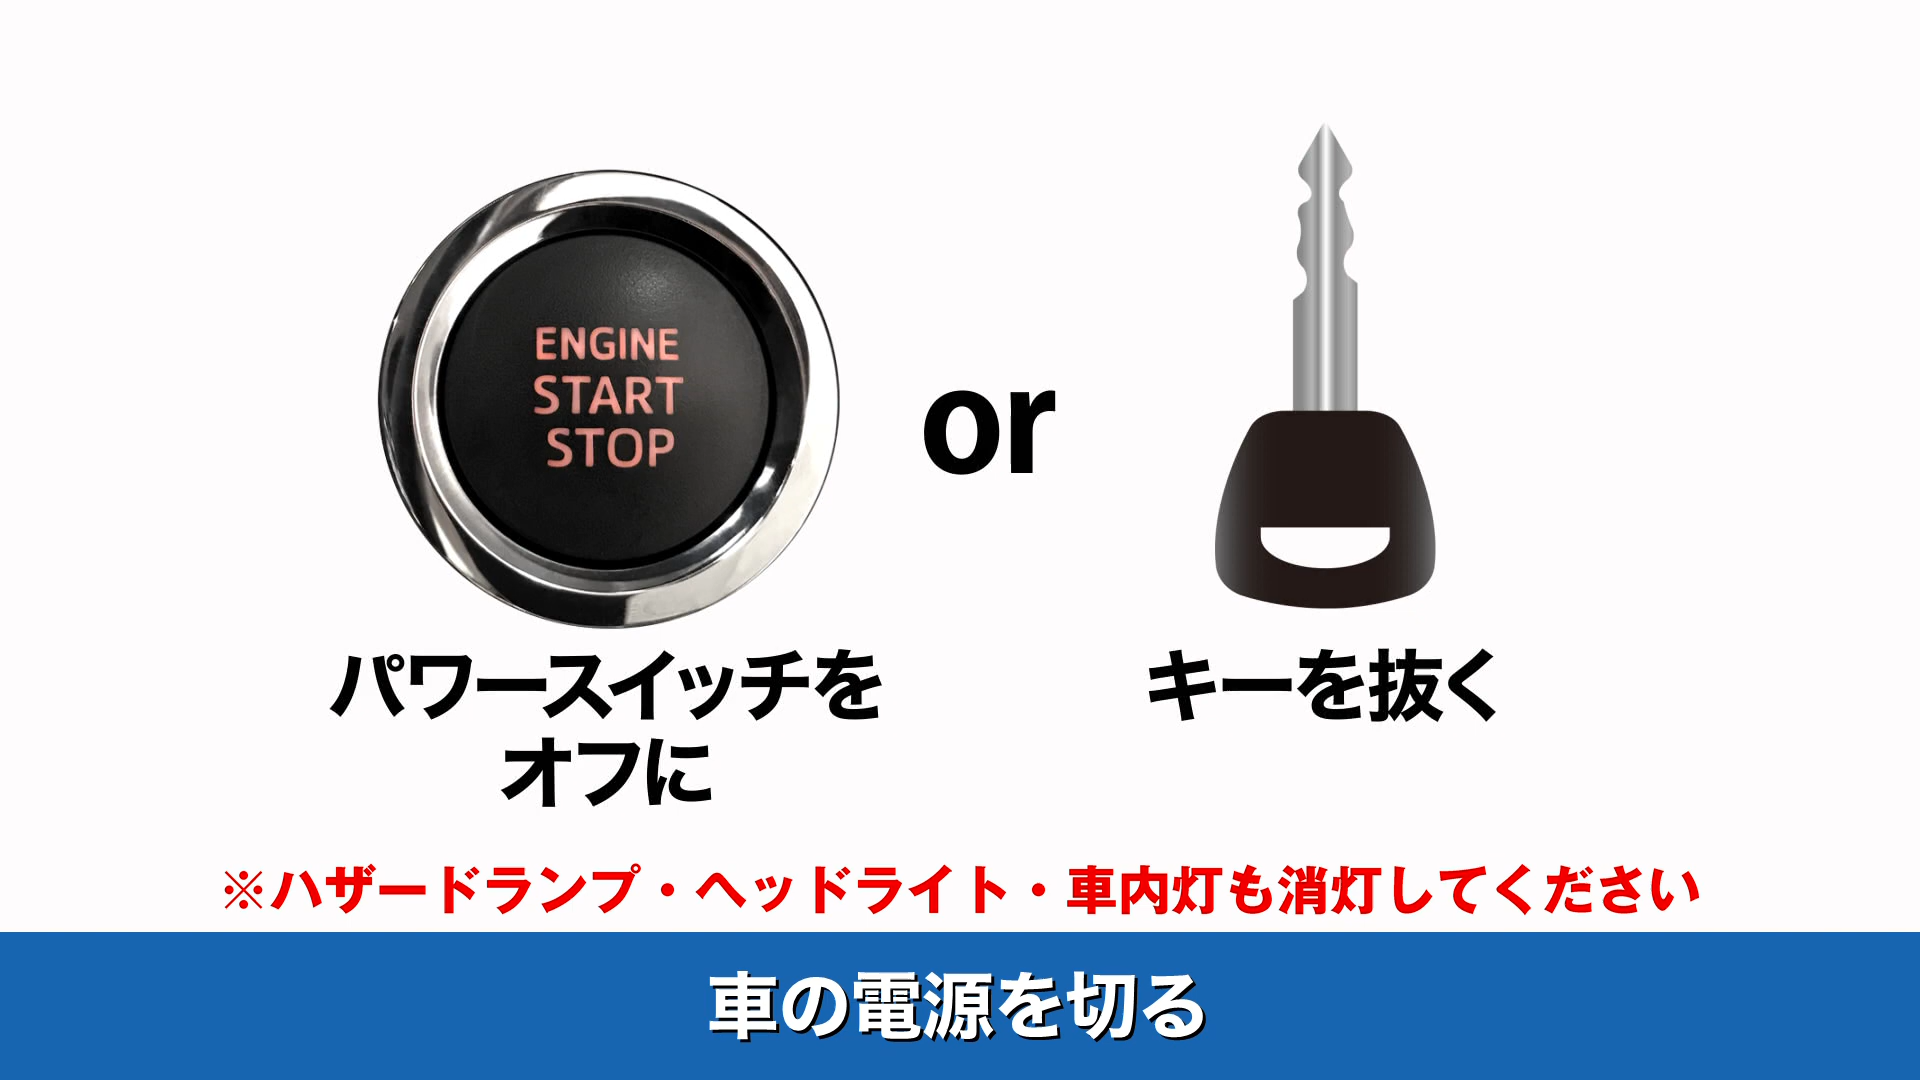 ENGINE
START
STOP
or
パワースイッチを
オフに
キーを抜く
※ハザードランプ・ヘッドライト・車内灯も消灯してください
車の電源を切る